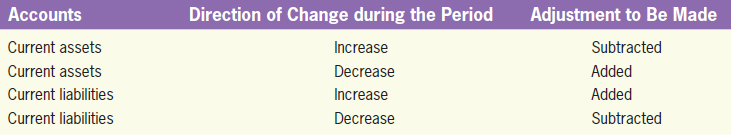 Accounts Direction of Change during the Period Adjustment to Be Made
Current assets Increase Subtracted
Current assets Decrease Added
Current liabilities Increase Added
Current liabilities Decrease Subtracted